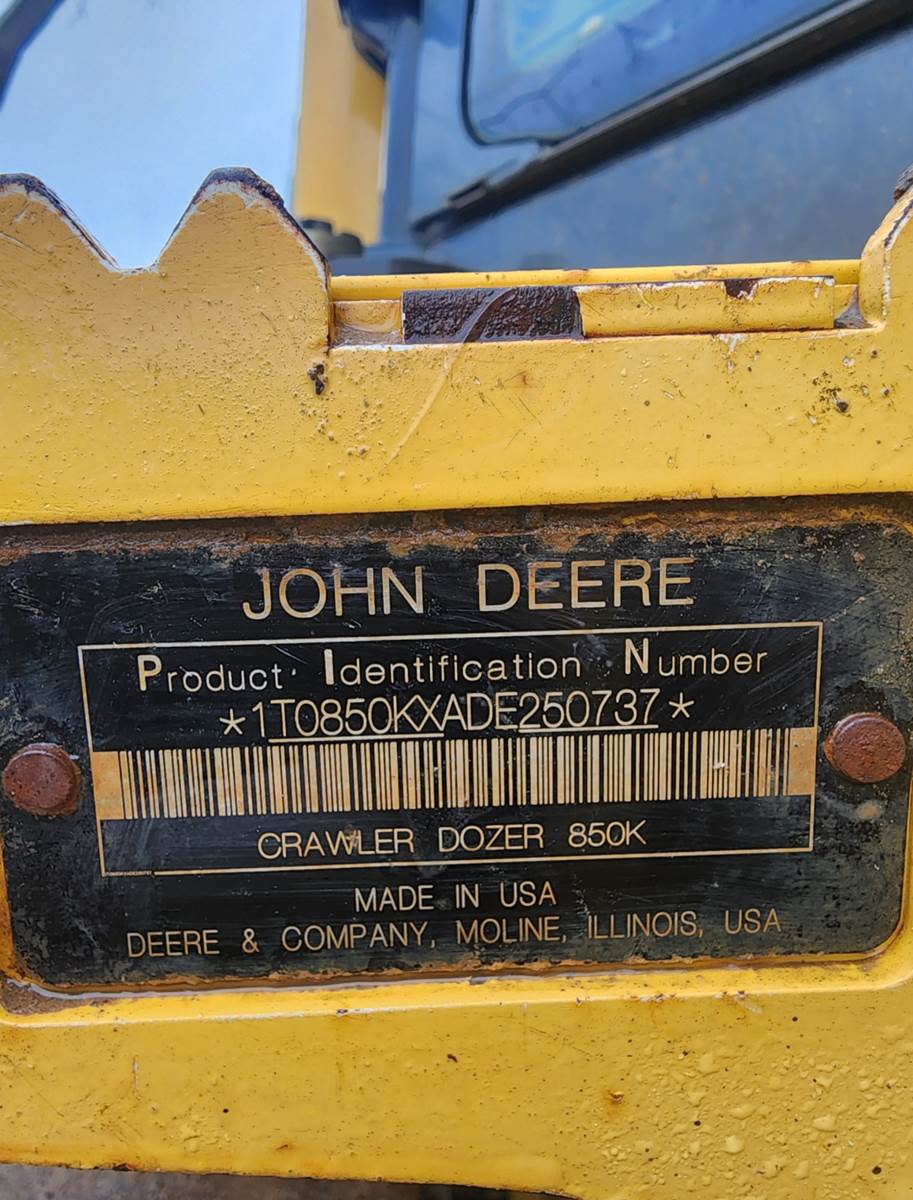 JOHN DEERE
Product Identification Number
*1T0850KXADE250737*
CRAWLER DOZER 850K
MADE IN USA
DEERE & COMPANY, MOLINE, ILLINOIS, USA